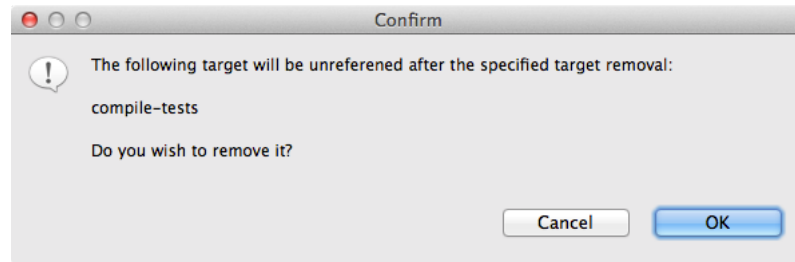 Confirm
The following target will be unreferened after the specified target removal:
compile-tests
Do you wish to remove it?
Cancel
OK